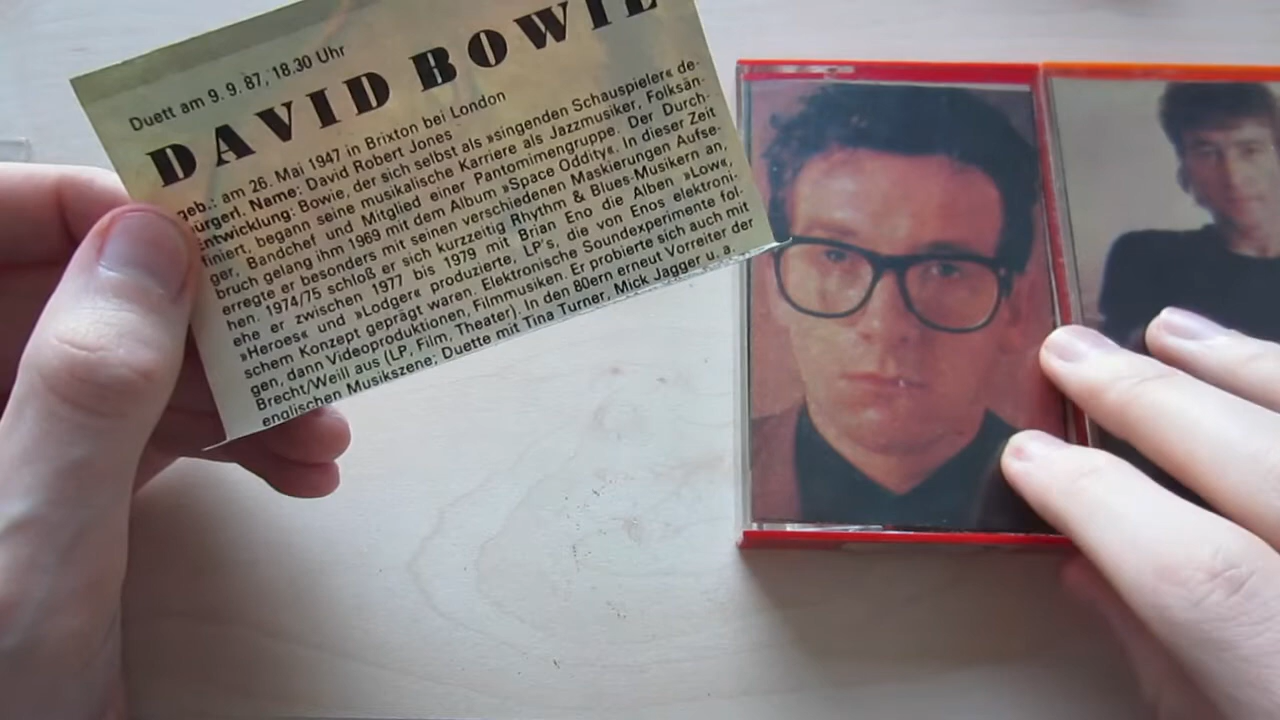 Duett am 9. 9. 87, 18.30 Uhr
DAVID BOWIE
geb.: am 26. Mai 1947 in Brixton bei London
ürgerl. Name: David Robert Jones
Entwicklung: Bowie, der sich selbst als »singenden Schauspieler« de-
finiert, begann seine musikalische Karriere als Jazzmusiker, Folksän-
ger, Bandchef und Mitglied einer Pantomimengruppe. Der Durch-
bruch gelang ihm 1969 mit dem Album »Space Oddity«. In dieser Zeit
erregte er besonders mit seinen verschiedenen Maskierungen Aufse-
hen. 1974/75 schloß er sich kurzzeitig Rhythm & Blues-Musikern an,
ehe er zwischen 1977 bis 1979 mit Brian Eno die Alben »Low«,
»Heroes« und »Lodger« produzierte, LP's, die von Enos elektroni-
schem Konzept geprägt waren. Elektronische Soundexperimente fol-
gen, dann Videoproduktionen, Filmmusiken. Er probierte sich auch mit
Brecht/Weill aus (LP, Film, Theater). In den 80ern erneut Vorreiter der
englischen Musikszene; Duette mit Tina Turner, Mick Jagger u. a.